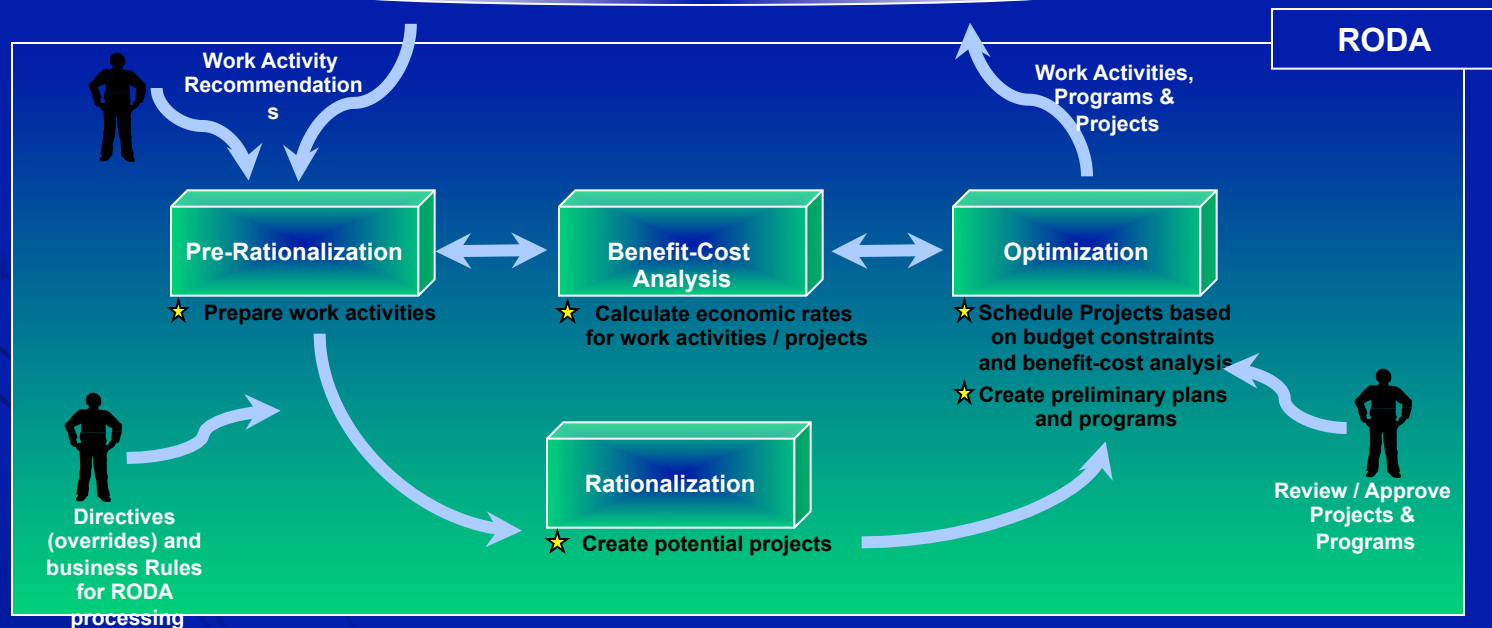 RODA
Work Activity
Recommendation
s
Work Activities,
Programs &
Projects
Pre-Rationalization
Benefit-Cost
Analysis
Optimization
Prepare work activities
Calculate economic rates
for work activities / projects
Schedule Projects based
on budget constraints
and benefit-cost analysis
Create preliminary plans
and programs
Rationalization
Create potential projects
Directives
(overrides) and
business Rules
for RODA
processing
Review / Approve
Projects &
Programs